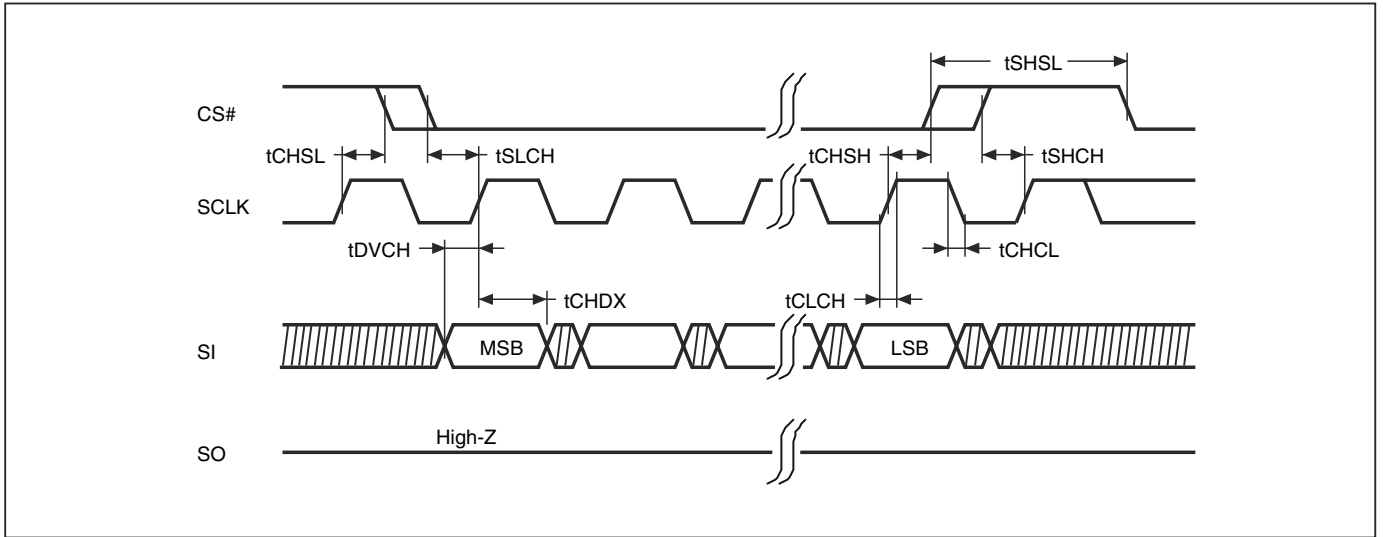 tSHSL
CS#
tCHSL
tSLCH
tCHSH
tSHCH
SCLK
tDVCH
tCHCL
tCHDX
tCLCH
SI
MSB
LSB
High-Z
SO